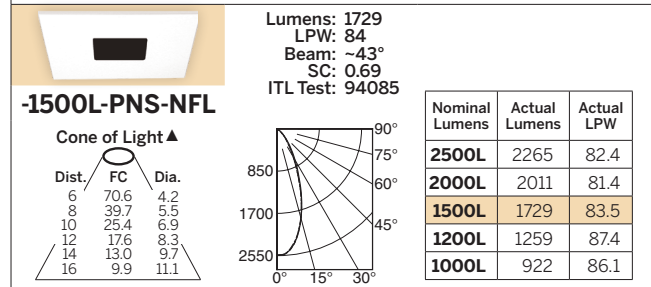 Lumens: 1729
LPW: 84
Beam: ~43°
SC: 0.69
ITL Test: 94085
-1500L-PNS-NFL
Cone of Light▲
Dist. FC Dia.
6 70.6 4.2
8 39.7 5.5
10 25.4 6.9
12 17.6 8.3
14 13.0 9.7
16 9.9 11.1
90°
75°
850
60°
1700
45°
2550
0° 15° 30°
Nominal Lumens Actual Lumens Actual LPW
2500L 2265 82.4
2000L 2011 81.4
1500L 1729 83.5
1200L 1259 87.4
1000L 922 86.1